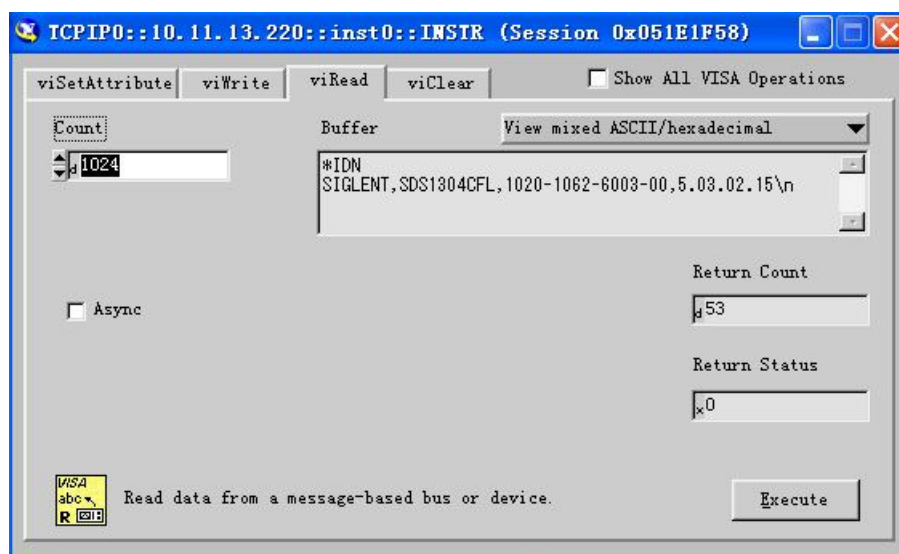 TCPIP0::10.11.13.220::inst0::INSTR (Session 0x051E1F58)
viSetAttribute viWrite viRead viClear Show All VISA Operations
Count Buffer View mixed ASCII/hexadecimal
d 1024
*IDN
SIGLENT,SDS1304CFL,1020-1062-6003-00,5.03.02.15\n
Return Count
Async d 53
Return Status
x 0
VISA
abc
R
Read data from a message-based bus or device. Execute